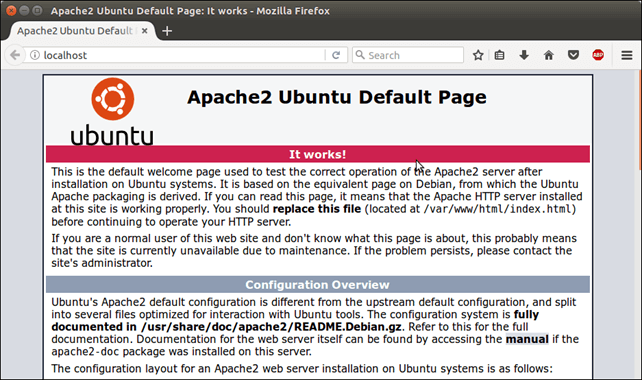 Apache2 Ubuntu Default Page: It works - Mozilla Firefox
Apache2 Ubuntu Default
localhost
Search
ABP
ubuntu
Apache2 Ubuntu Default Page
It works!
This is the default welcome page used to test the correct operation of the Apache2 server after
installation on Ubuntu systems. It is based on the equivalent page on Debian, from which the Ubuntu
Apache packaging is derived. If you can read this page, it means that the Apache HTTP server installed
at this site is working properly. You should replace this file (located at /var/www/html/index.html)
before continuing to operate your HTTP server.
If you are a normal user of this web site and don't know what this page is about, this probably means
that the site is currently unavailable due to maintenance. If the problem persists, please contact the
site's administrator.
Configuration Overview
Ubuntu's Apache2 default configuration is different from the upstream default configuration, and split
into several files optimized for interaction with Ubuntu tools. The configuration system is fully
documented in /usr/share/doc/apache2/README.Debian.gz. Refer to this for the full
documentation. Documentation for the web server itself can be found by accessing the manual if the
apache2-doc package was installed on this server.
The configuration layout for an Apache2 web server installation on Ubuntu systems is as follows: